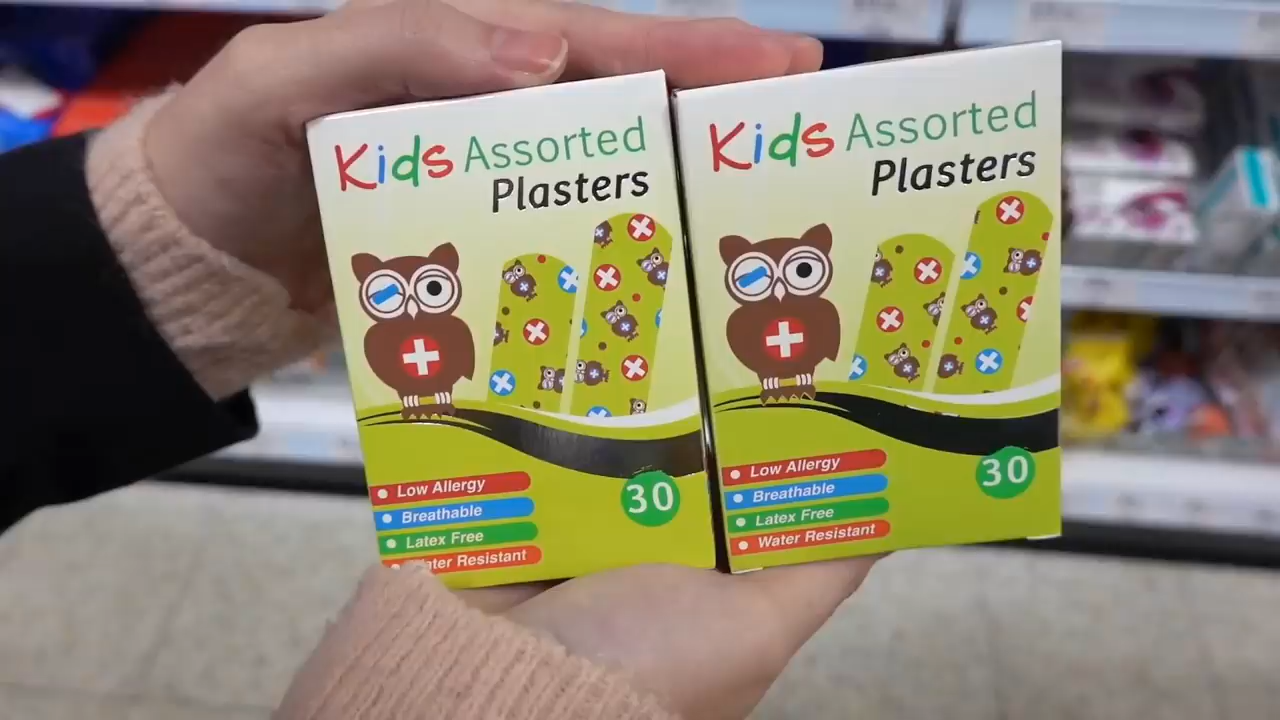 Kids Assorted
Plasters
Low Allergy
Breathable
Latex Free
Water Resistant
30
Kids Assorted
Plasters
Low Allergy
Breathable
Latex Free
Water Resistant
30